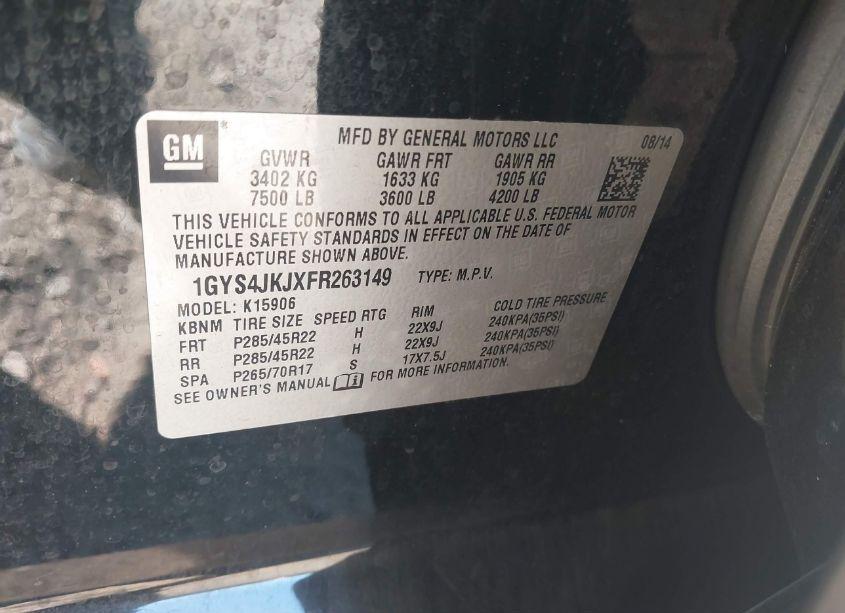 GM
MFD BY GENERAL MOTORS LLC 08/14
GVWR GAWR FRT GAWR RR
3402 KG 1633 KG 1905 KG
7500 LB 3600 LB 4200 LB
THIS VEHICLE CONFORMS TO ALL APPLICABLE U.S. FEDERAL MOTOR
VEHICLE SAFETY STANDARDS IN EFFECT ON THE DATE OF
MANUFACTURE SHOWN ABOVE.
1GYS4JKJXFR263149 TYPE: M.P.V.
MODEL: K15906
KBNM TIRE SIZE SPEED RTG RIM COLD TIRE PRESSURE
FRT P285/45R22 H 22X9J 240KPA(35PSI)
RR P285/45R22 H 22X9J 240KPA(35PSI)
SPA P265/70R17 S 17X7.5J 240KPA(35PSI)
SEE OWNER'S MANUAL FOR MORE INFORMATION.